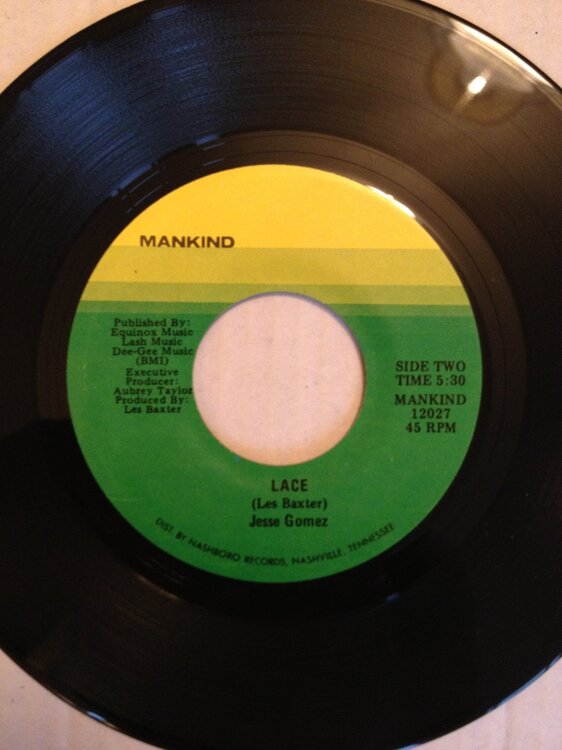 MANKIND
Published By:
Equinox Music
Lash Music
Dee-Gee Music
(BMI)
Executive
Producer:
Aubrey Taylor
Produced By:
Les Baxter
SIDE TWO
TIME 5:30
MANKIND
12027
45 RPM
LACE
(Les Baxter)
Jesse Gomez
DIST. BY NASHBORO RECORDS, NASHVILLE, TENNESSEE